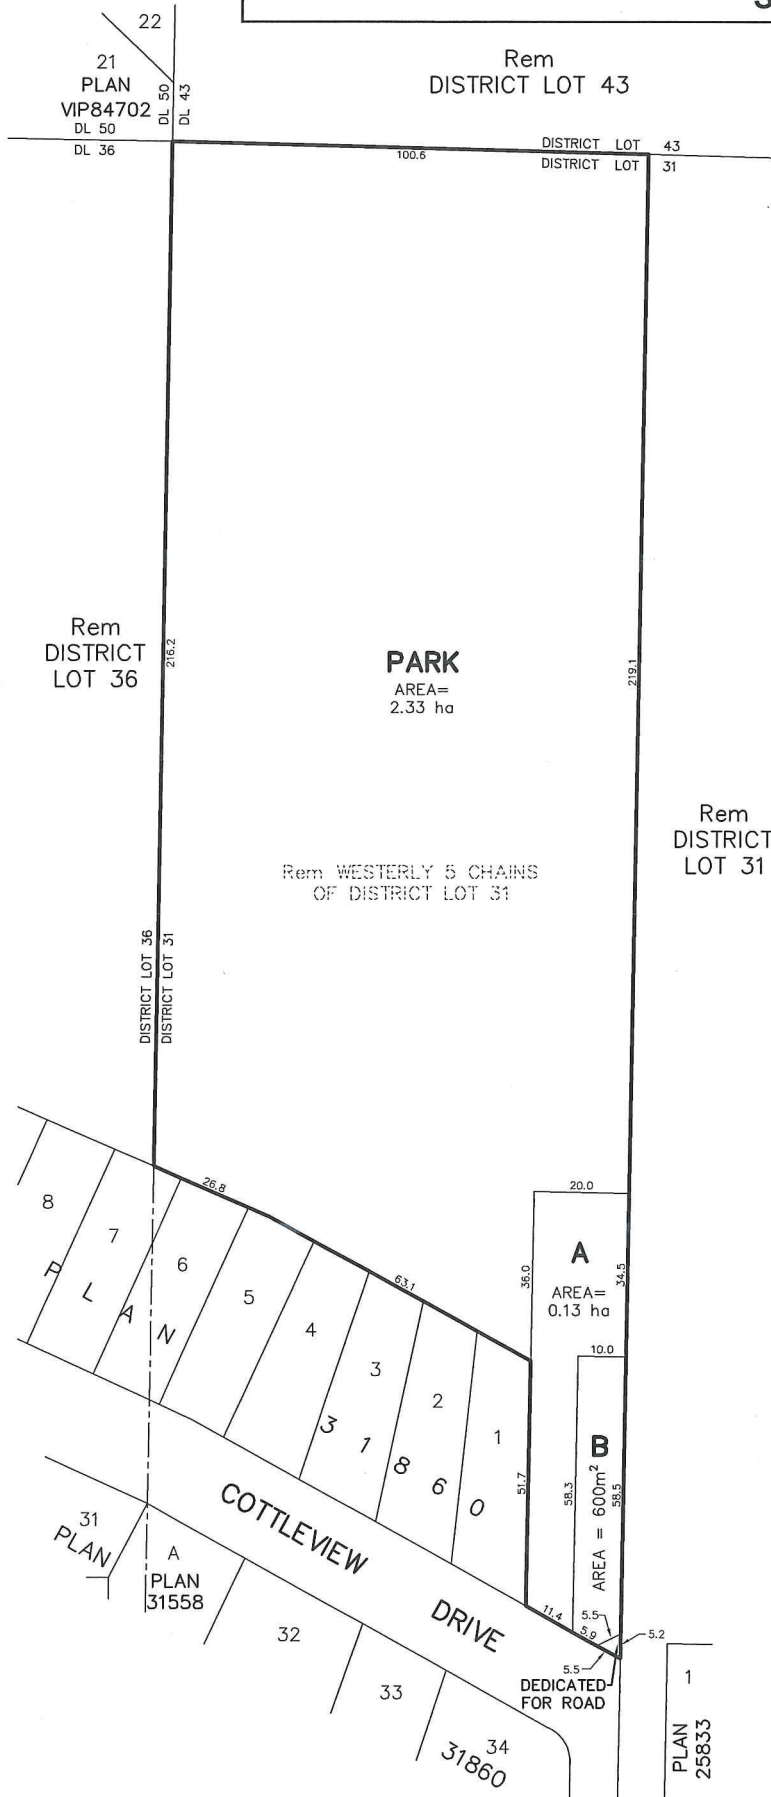 22
21
PLAN
VIP84702
DL 50
DL 36
DL 50
DL 43
Rem
DISTRICT LOT 43
DISTRICT LOT 43
DISTRICT LOT 31
100.6
Rem
DISTRICT
LOT 36
216.2
PARK
AREA=
2.33 ha
219.1
Rem
DISTRICT
LOT 31
Rem WESTERLY 5 CHAINS
OF DISTRICT LOT 31
DISTRICT LOT 36
DISTRICT LOT 31
26.8
63.1
20.0
36.0
A
AREA=
0.13 ha
34.5
10.0
8
7
6
5
4
3
2
1
PLAN
31860
51.7
58.3
B
AREA = 600m²
58.5
COTTLEVIEW
DRIVE
11.4
5.9
5.5
5.2
5.5
DEDICATED
FOR ROAD
31
PLAN
A
PLAN
31558
32
33
34
31860
1
PLAN
25833